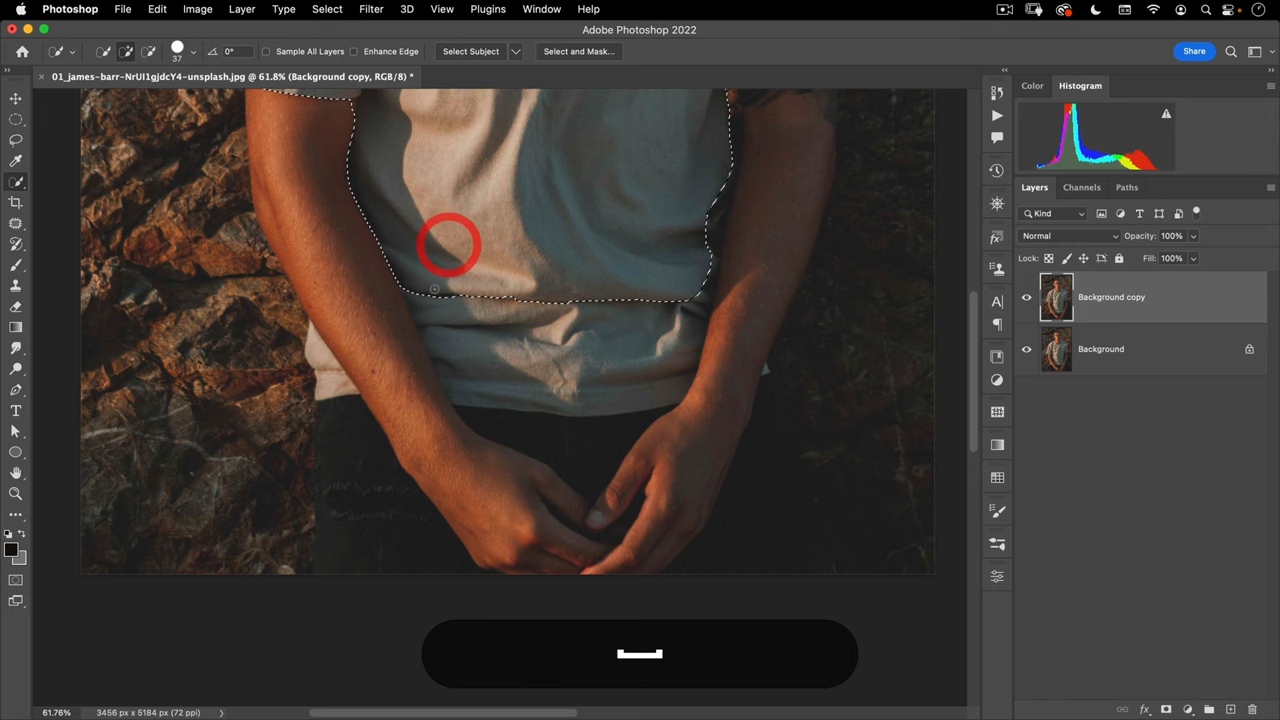 Photoshop File Edit Image Layer Type Select Filter 3D View Plugins Window Help
Adobe Photoshop 2022
37 0° Sample All Layers Enhance Edge Select Subject Select and Mask... Share
01_james-barr-NrUI1gjdcY4-unsplash.jpg @ 61.8% (Background copy, RGB/8) *
Color Histogram
Layers Channels Paths
Kind
Normal Opacity: 100%
Lock: Fill: 100%
Background copy
Background
61.76% 3456 px x 5184 px (72 ppi)